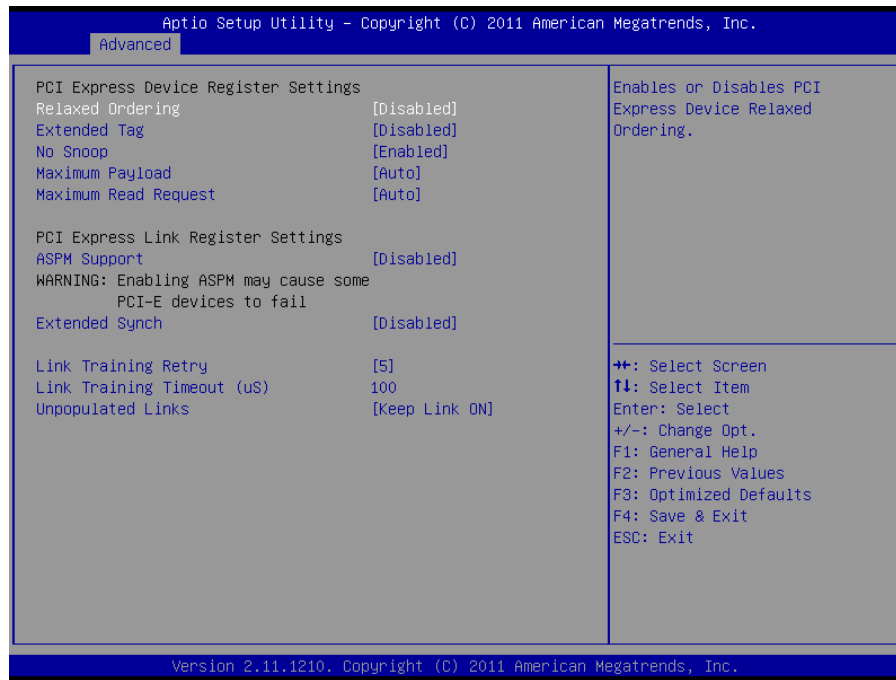 Aptio Setup Utility – Copyright (C) 2011 American Megatrends, Inc.
Advanced
PCI Express Device Register Settings
Relaxed Ordering [Disabled]
Extended Tag [Disabled]
No Snoop [Enabled]
Maximum Payload [Auto]
Maximum Read Request [Auto]
PCI Express Link Register Settings
ASPM Support [Disabled]
WARNING: Enabling ASPM may cause some
PCI-E devices to fail
Extended Synch [Disabled]
Link Training Retry [5]
Link Training Timeout (uS) 100
Unpopulated Links [Keep Link ON]
Enables or Disables PCI
Express Device Relaxed
Ordering.
→←: Select Screen
↑↓: Select Item
Enter: Select
+/-: Change Opt.
F1: General Help
F2: Previous Values
F3: Optimized Defaults
F4: Save & Exit
ESC: Exit
Version 2.11.1210. Copyright (C) 2011 American Megatrends, Inc.